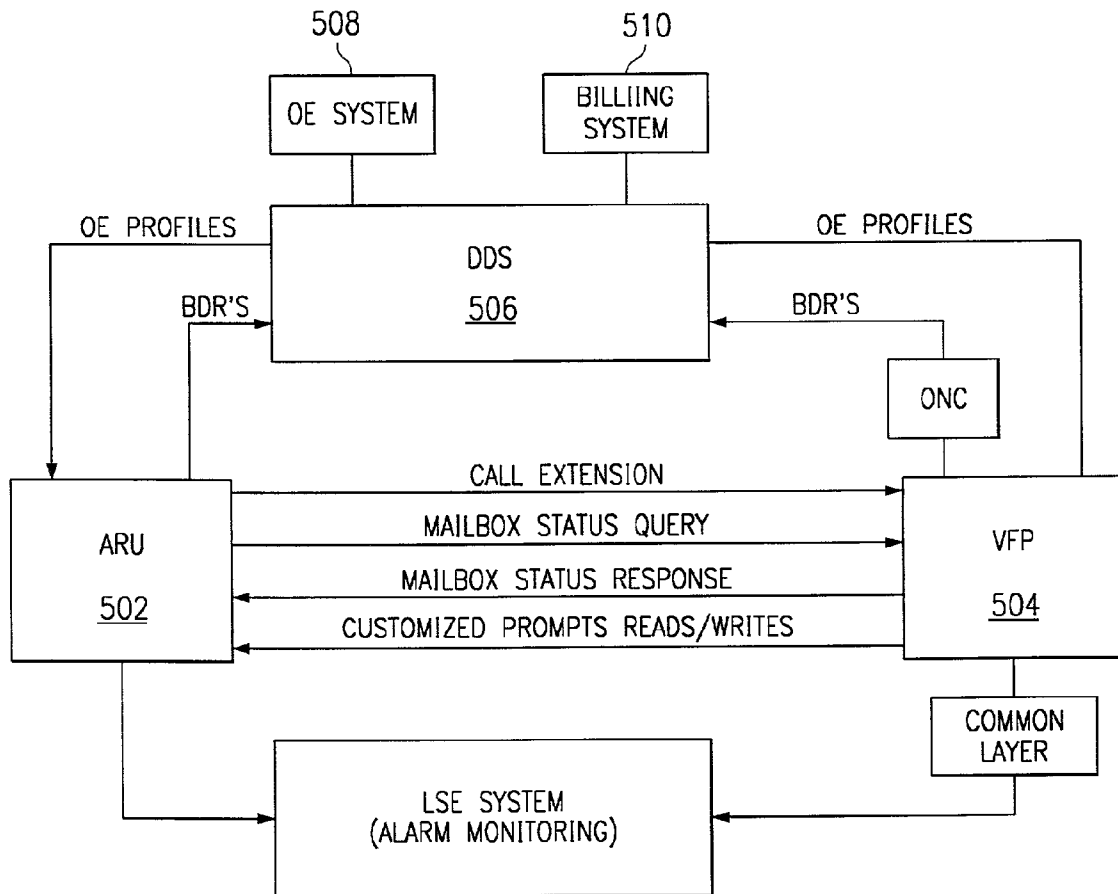 508
510
OE SYSTEM
BILLIING
SYSTEM
OE PROFILES
OE PROFILES
DDS
506
BDR'S
BDR'S
ONC
CALL EXTENSION
MAILBOX STATUS QUERY
ARU
VFP
MAILBOX STATUS RESPONSE
502
504
CUSTOMIZED PROMPTS READS/WRITES
COMMON
LAYER
LSE SYSTEM
(ALARM MONITORING)